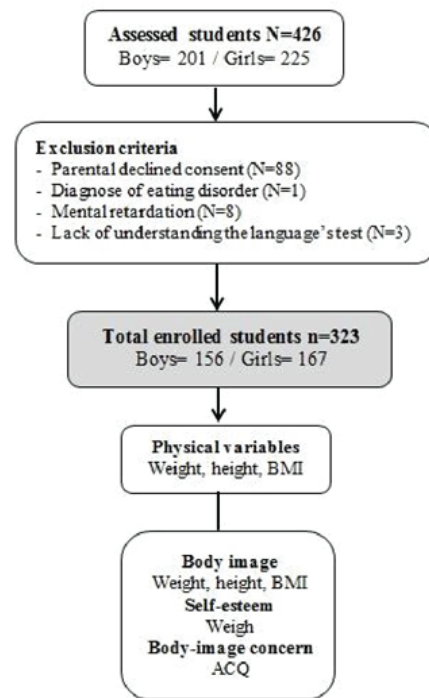 Assessed students N=426
Boys= 201 / Girls= 225
Exclusion criteria
- Parental declined consent (N=88)
- Diagnose of eating disorder (N=1)
- Mental retardation (N=8)
- Lack of understanding the language's test (N=3)
Total enrolled students n=323
Boys= 156 / Girls= 167
Physical variables
Weight, height, BMI
Body image
Weight, height, BMI
Self-esteem
Weigh
Body-image concern
ACQ